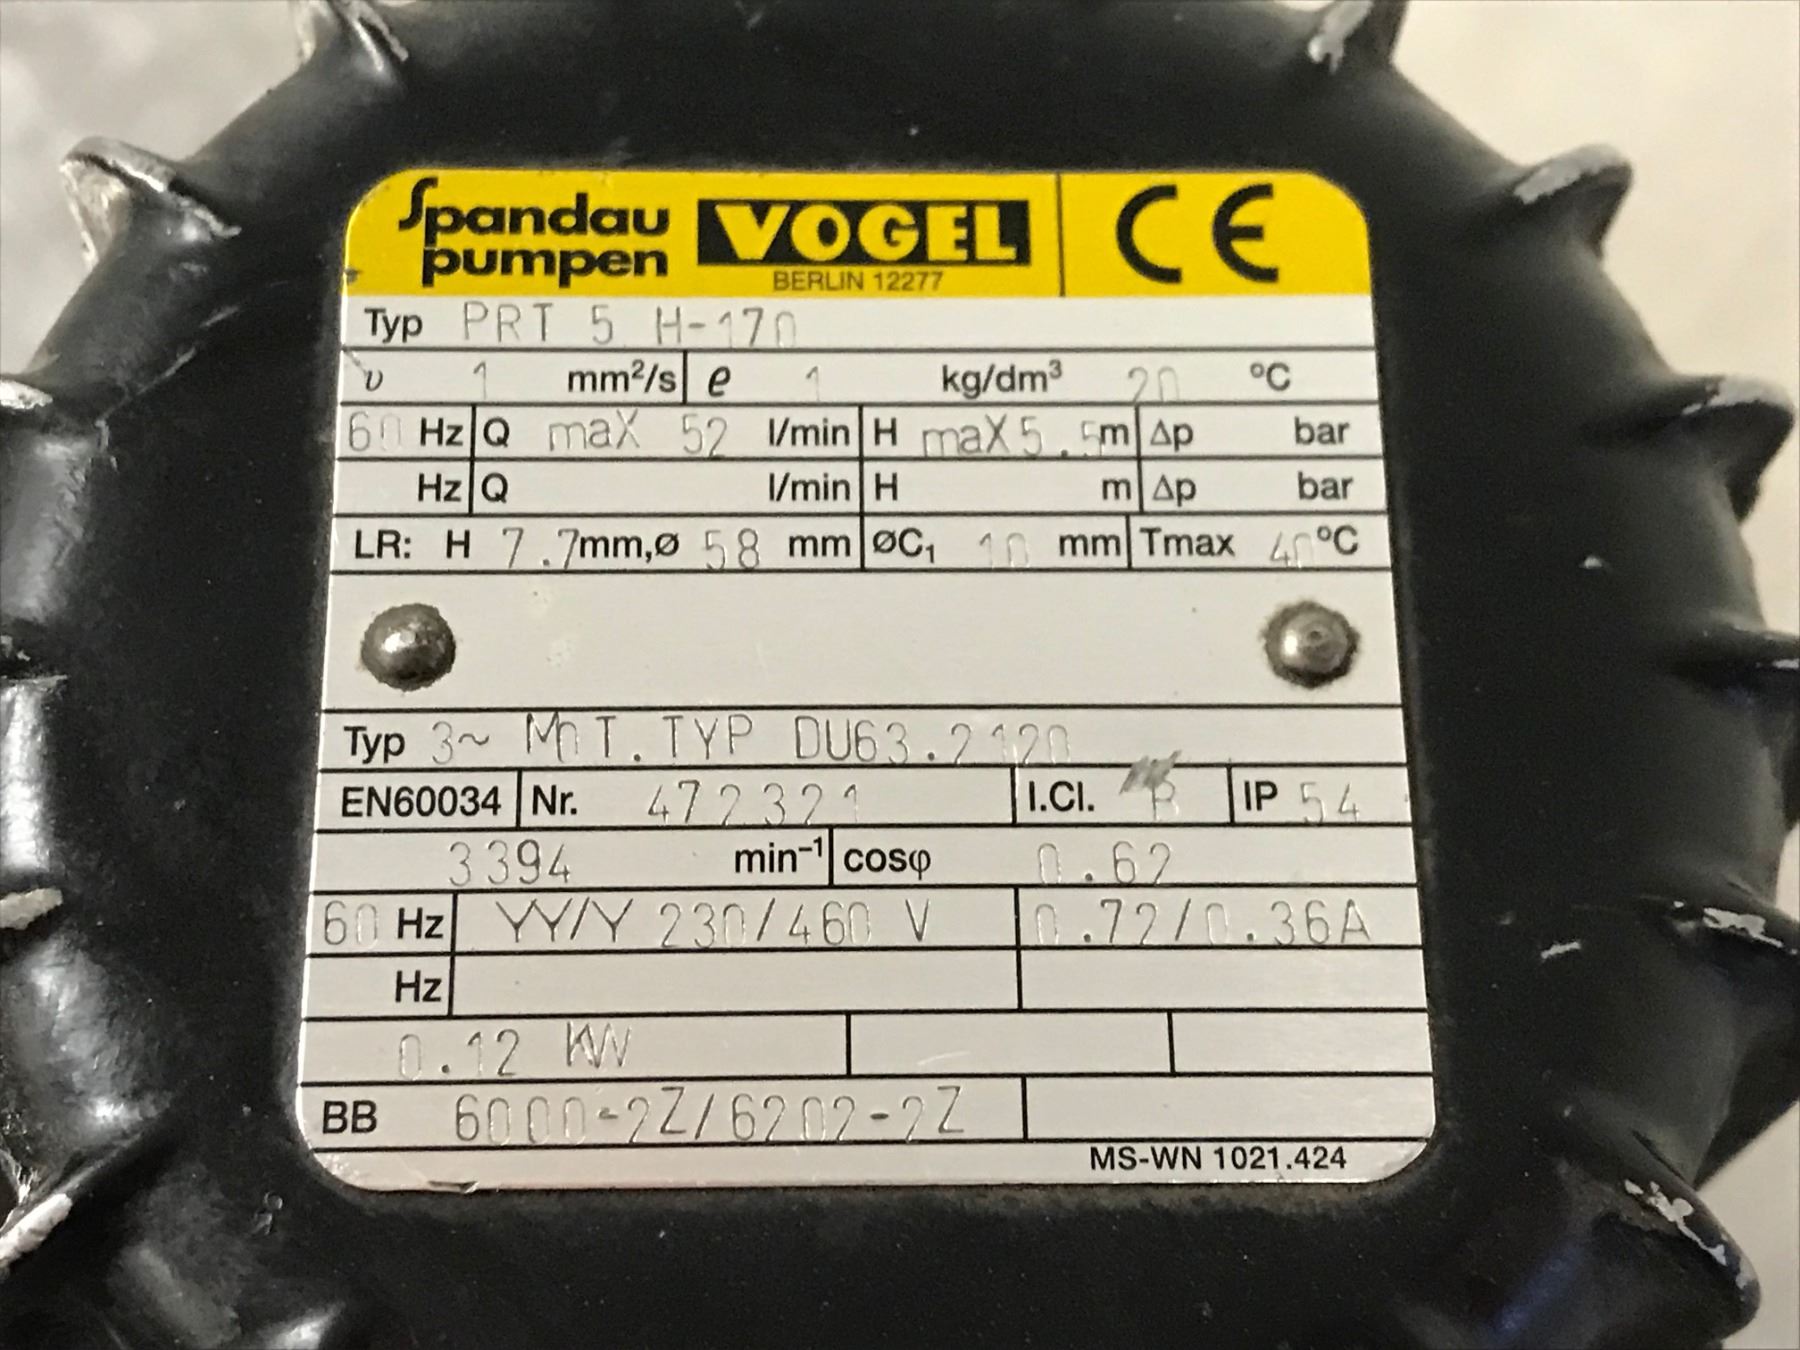 Spandau pumpen VOGEL BERLIN 12277 CE
Typ PRT 5 H-170
υ 1 mm²/s e 1 kg/dm³ 20 °C
60 Hz Q maX 52 l/min H maX5.5m Δp bar
Hz Q l/min H m Δp bar
LR: H 7.7mm,ø 58 mm øC₁ 10 mm Tmax 40°C
Typ 3~ MOT.TYP DU63.2120
EN60034 Nr. 472321 I.Cl. IP 54
3394 min⁻¹ cosφ 0.62
60 Hz YY/Y 230/460 V 0.72/0.36A
Hz
0.12 KW
BB 6000-2Z/6202-2Z
MS-WN 1021.424